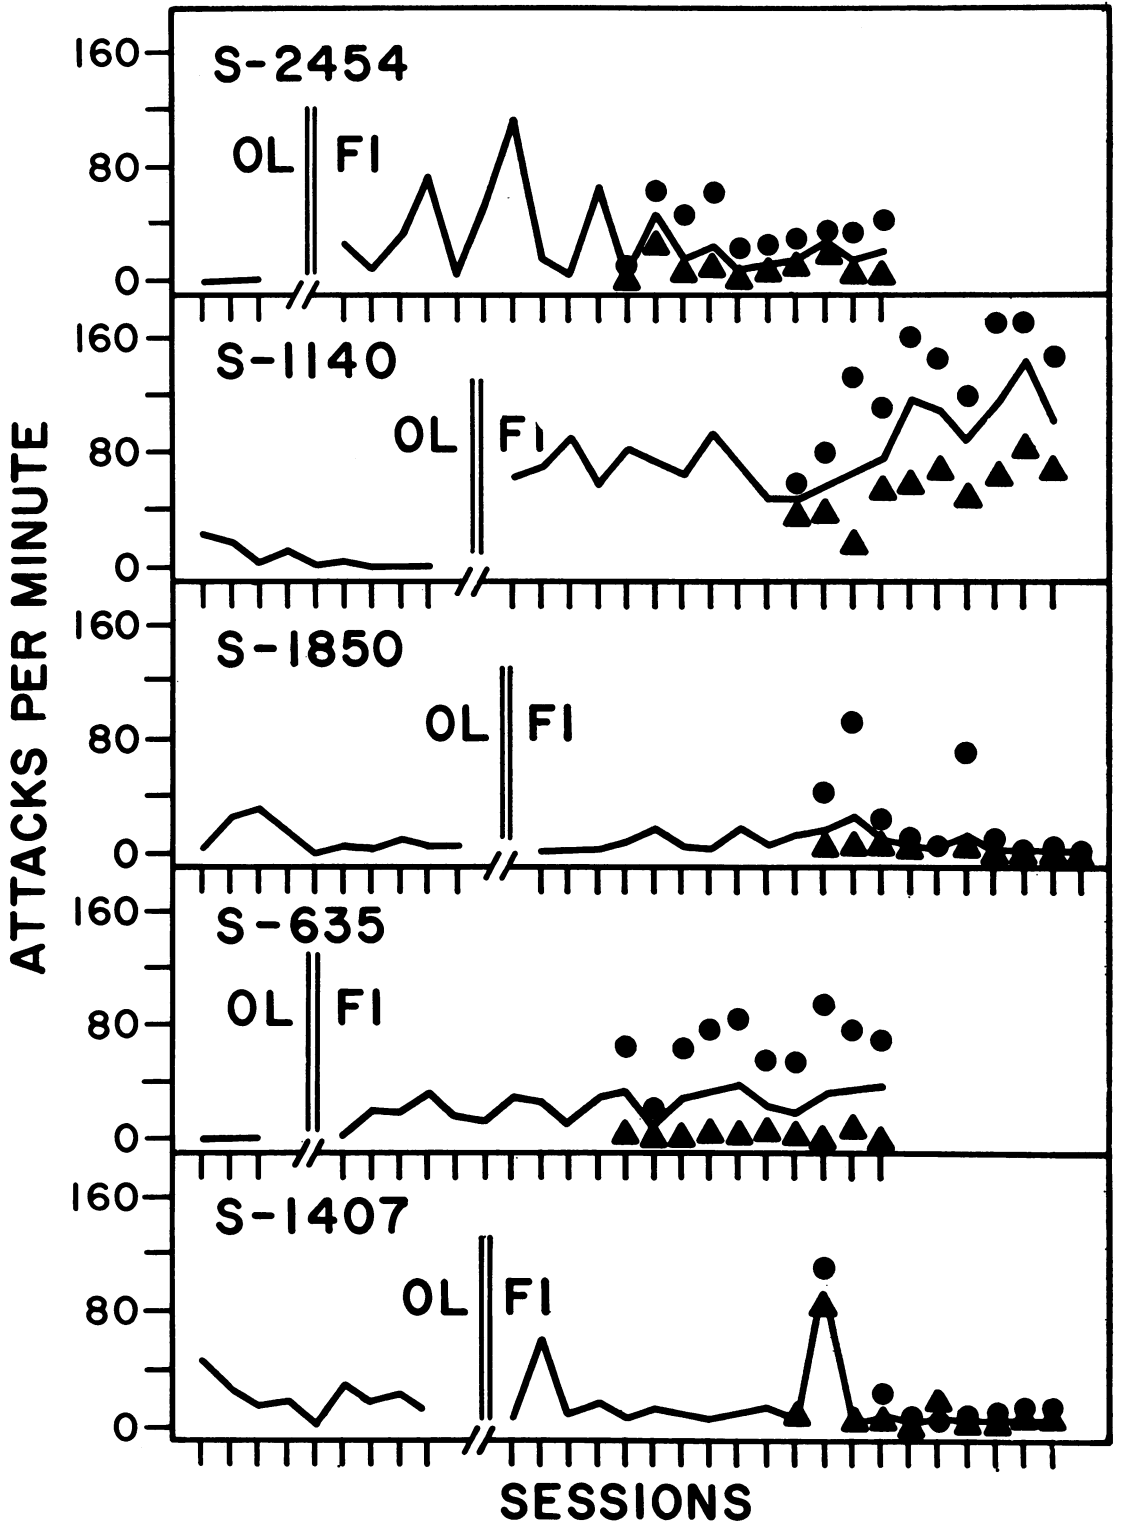 ATTACKS PER MINUTE
160
S-2454
OL FI
80
0
160
S-1140
OL FI
80
0
160
S-1850
OL FI
80
0
160
S-635
OL FI
80
0
160
S-1407
OL FI
80
0
SESSIONS